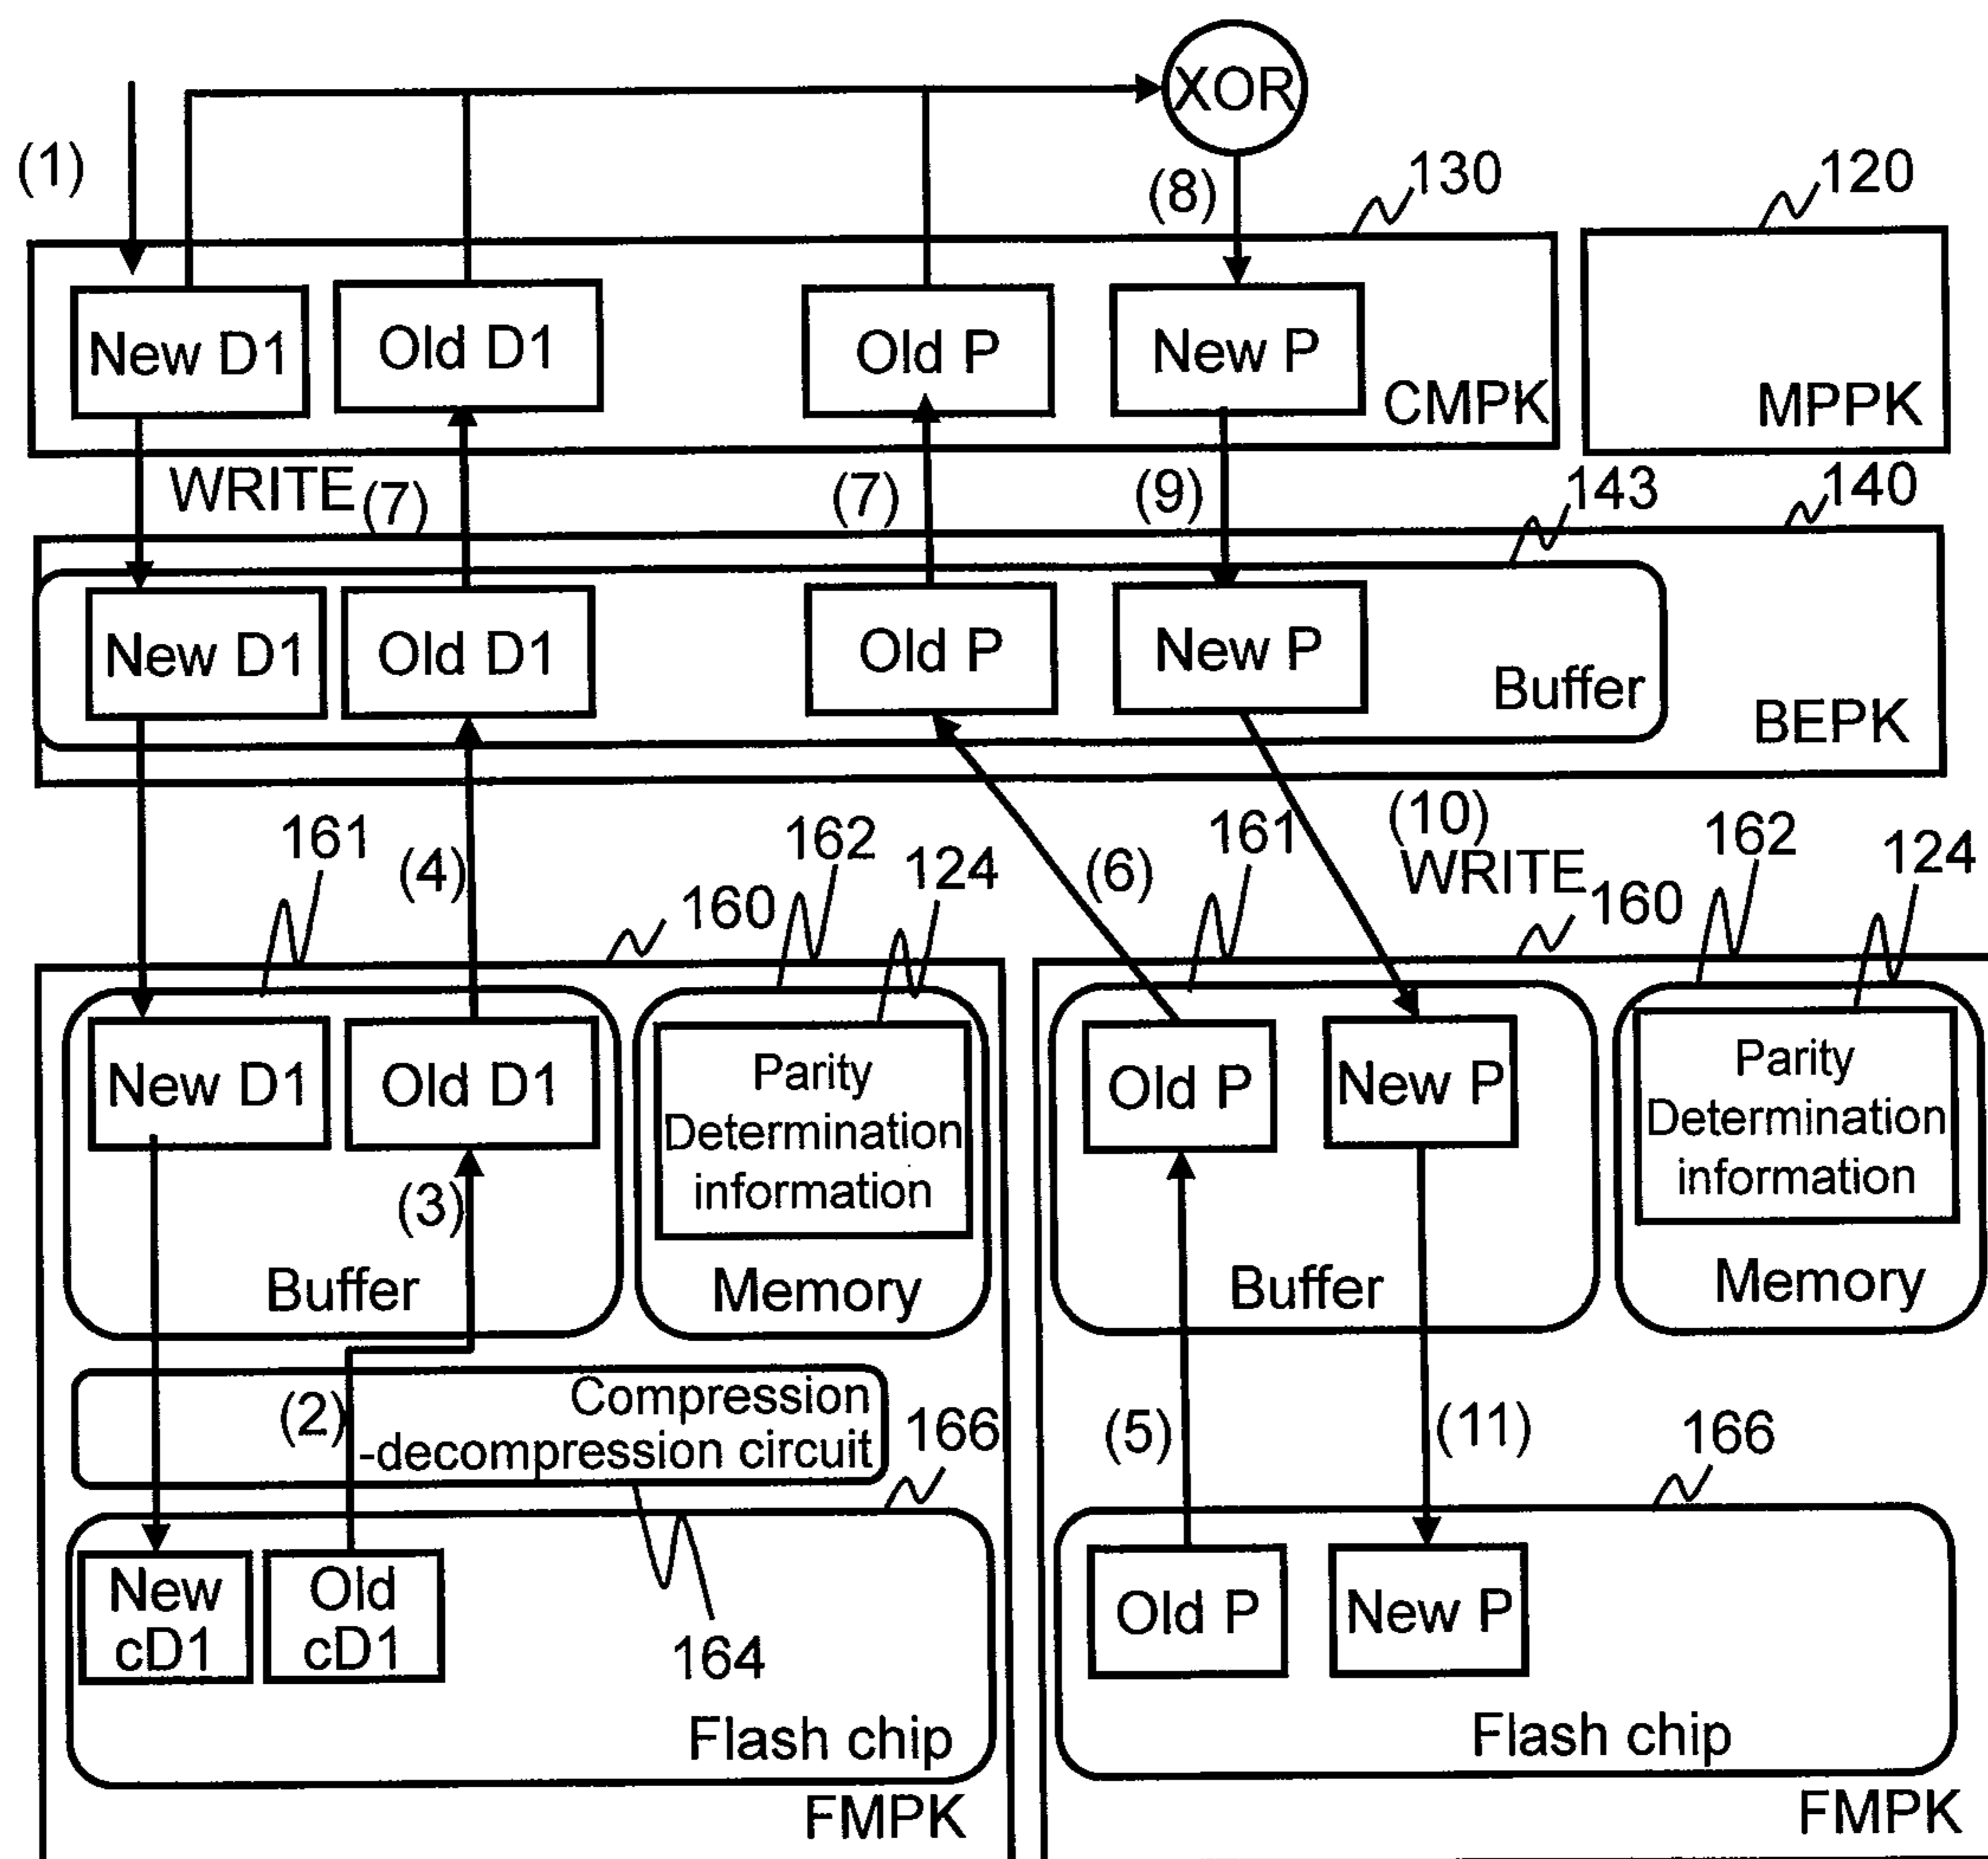 XOR
(1)
(8)
130
120
New D1
Old D1
Old P
New P
CMPK
MPPK
WRITE
(7)
(7)
(9)
143
140
New D1
Old D1
Old P
New P
Buffer
BEPK
161
(4)
162
124
160
(6)
161
(10)
WRITE
160
162
124
New D1
Old D1
Parity
Determination
information
(3)
Buffer
Memory
Old P
New P
Parity
Determination
information
Buffer
Memory
(2)
Compression
-decompression circuit
166
(5)
(11)
166
New
cD1
Old
cD1
164
Flash chip
FMPK
Old P
New P
Flash chip
FMPK